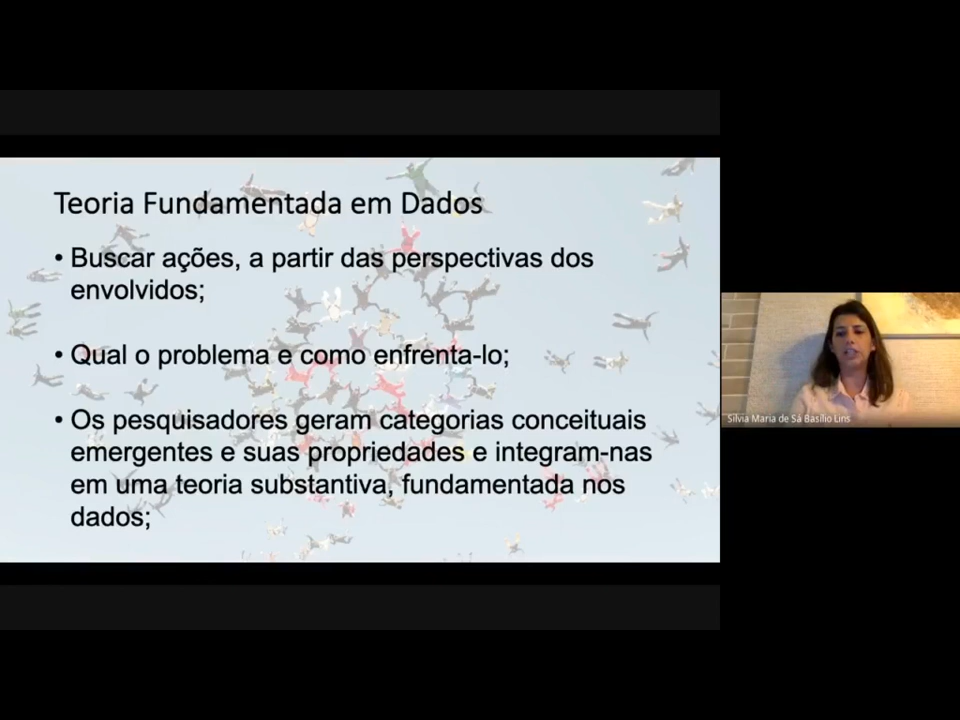 Teoria Fundamentada em Dados
• Buscar ações, a partir das perspectivas dos
envolvidos;
• Qual o problema e como enfrenta-lo;
• Os pesquisadores geram categorias conceituais
emergentes e suas propriedades e integram-nas
em uma teoria substantiva, fundamentada nos
dados;
Silvia Maria de Sá Basilio Lins